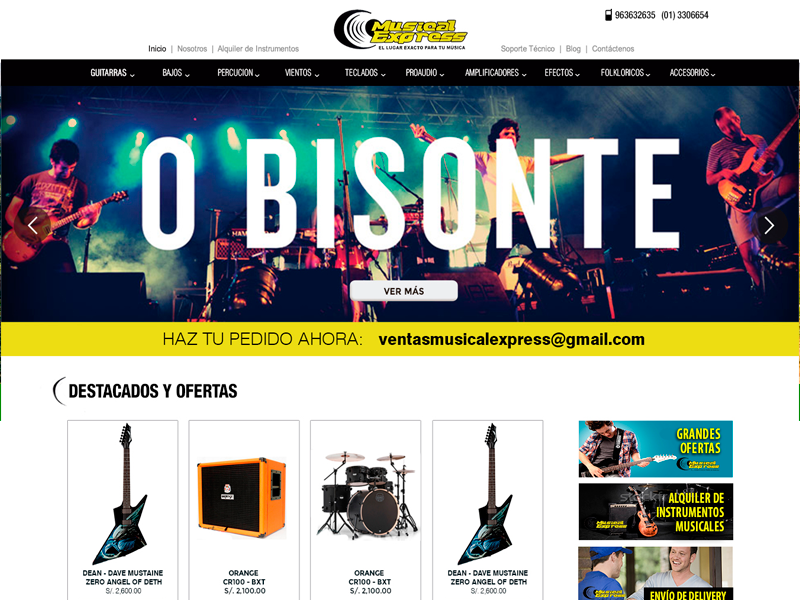 963632635 (01) 3306654
Musical
Express
EL LUGAR EXACTO PARA TU MÚSICA
Inicio | Nosotros | Alquiler de Instrumentos
Soporte Técnico | Blog | Contáctenos
GUITARRAS BAJOS PERCUCION VIENTOS TECLADOS PROAUDIO AMPLIFICADORES EFECTOS FOLKLORICOS ACCESORIOS
O BISONTE
VER MÁS
HAZ TU PEDIDO AHORA: ventasmusicalexpress@gmail.com
DESTACADOS Y OFERTAS
DEAN - DAVE MUSTAINE
ZERO ANGEL OF DETH
S/. 2,600.00
ORANGE
CR100 - BXT
S/. 2,100.00
ORANGE
CR100 - BXT
S/. 2,100.00
DEAN - DAVE MUSTAINE
ZERO ANGEL OF DETH
S/. 2,600.00
GRANDES
OFERTAS
Musical
Express
ALQUILER DE
INSTRUMENTOS
MUSICALES
Musical
Express
ENVÍO DE DELIVERY
Musical
Express